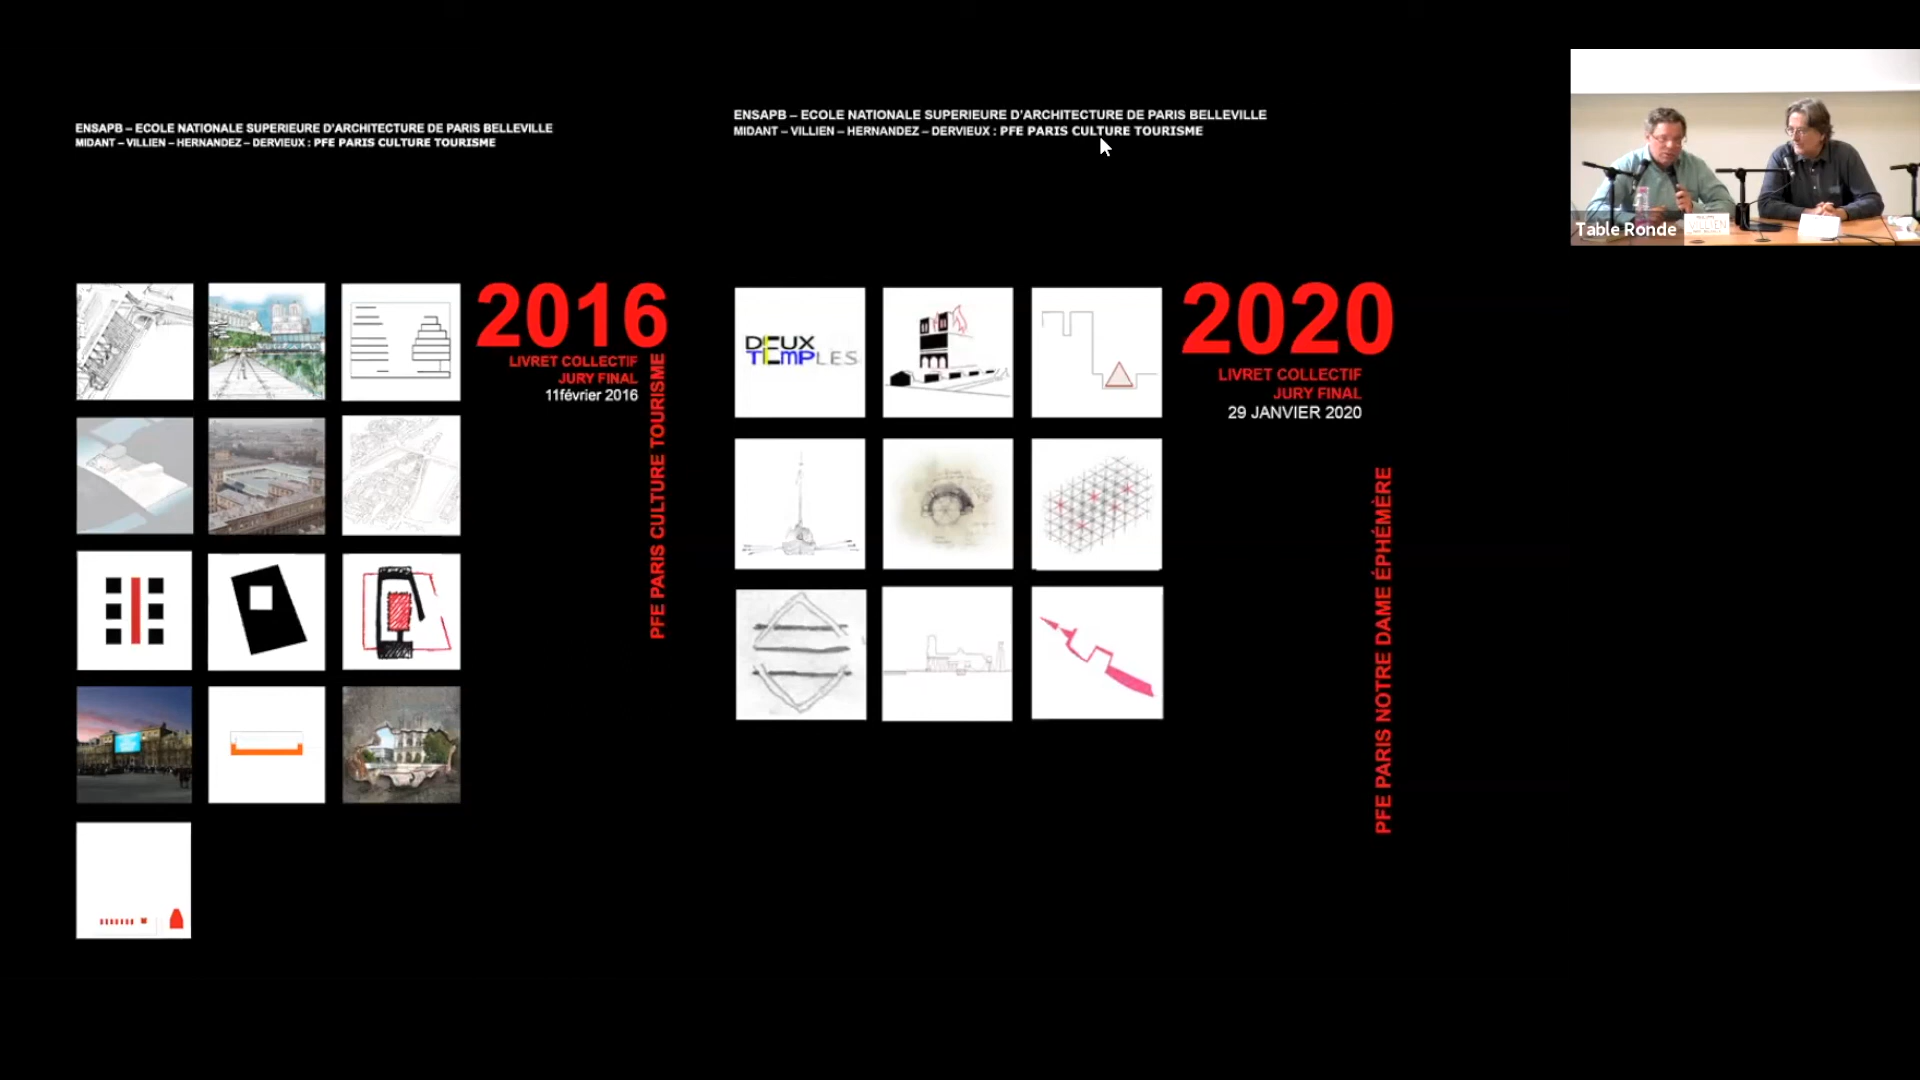 ENSAPB – ECOLE NATIONALE SUPERIEURE D'ARCHITECTURE DE PARIS BELLEVILLE
MIDANT – VILLIEN – HERNANDEZ – DERVIEUX : PFE PARIS CULTURE TOURISME
2016
LIVRET COLLECTIF
JURY FINAL
11février 2016
PFE PARIS CULTURE TOURISME
ENSAPB – ECOLE NATIONALE SUPERIEURE D'ARCHITECTURE DE PARIS BELLEVILLE
MIDANT – VILLIEN – HERNANDEZ – DERVIEUX : PFE PARIS CULTURE TOURISME
DEUX
TEMPLES
2020
LIVRET COLLECTIF
JURY FINAL
29 JANVIER 2020
PFE PARIS NOTRE DAME ÉPHÉMÈRE
Table Ronde
VILLIEN